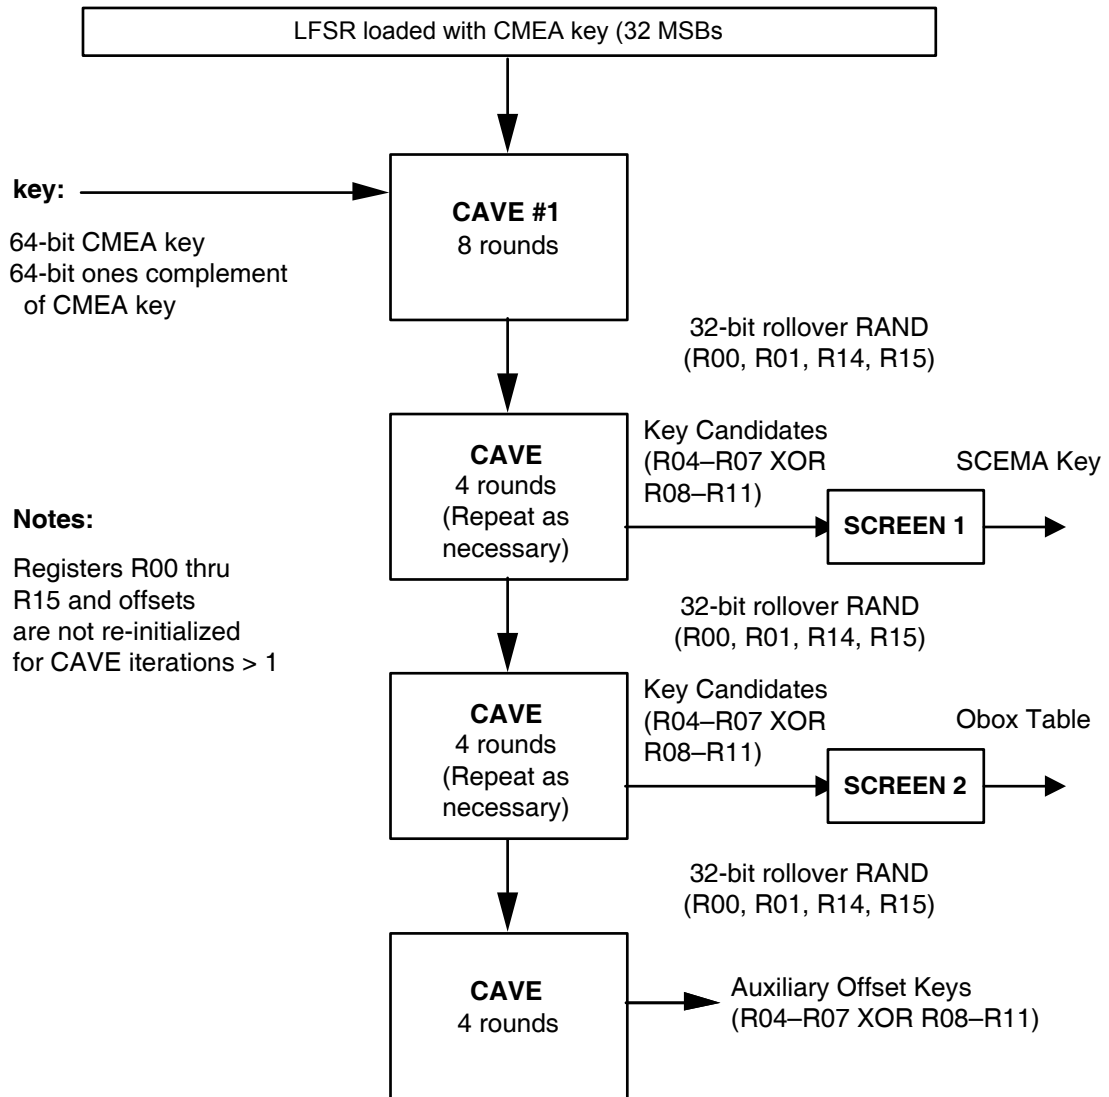 LFSR loaded with CMEA key (32 MSBs
key:
64-bit CMEA key
64-bit ones complement
of CMEA key
CAVE #1
8 rounds
32-bit rollover RAND
(R00, R01, R14, R15)
CAVE
4 rounds
(Repeat as
necessary)
Key Candidates
(R04–R07 XOR
R08–R11)
SCREEN 1
SCEMA Key
Notes:
Registers R00 thru
R15 and offsets
are not re-initialized
for CAVE iterations > 1
32-bit rollover RAND
(R00, R01, R14, R15)
CAVE
4 rounds
(Repeat as
necessary)
Key Candidates
(R04–R07 XOR
R08–R11)
SCREEN 2
Obox Table
32-bit rollover RAND
(R00, R01, R14, R15)
CAVE
4 rounds
Auxiliary Offset Keys
(R04–R07 XOR R08–R11)